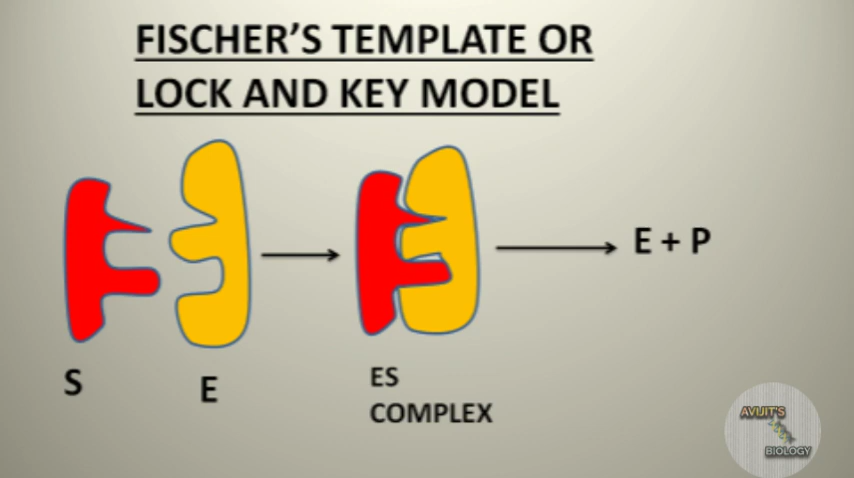 FISCHER’S TEMPLATE OR
LOCK AND KEY MODEL
E + P
S
E
ES
COMPLEX
AVIJIT'S
BIOLOGY